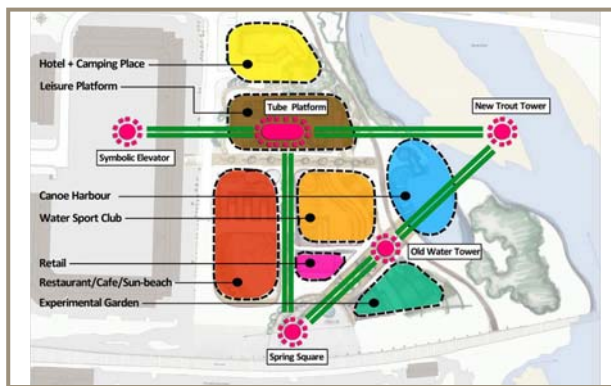 Hotel + Camping Place
Leisure Platform
Tube Platform
New Trout Tower
Symbolic Elevator
Canoe Harbour
Water Sport Club
Old Water Tower
Retail
Restaurant/Cafe/Sun-beach
Experimental Garden
Spring Square